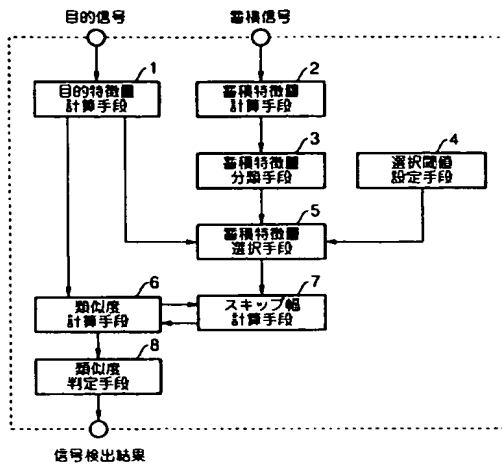 目的信号
蓄積信号
1
目的特徴量
計算手段
2
蓄積特徴量
計算手段
3
蓄積特徴量
分類手段
4
選択閾値
設定手段
5
蓄積特徴量
選択手段
6
類似度
計算手段
7
スキップ幅
計算手段
8
類似度
判定手段
信号検出結果